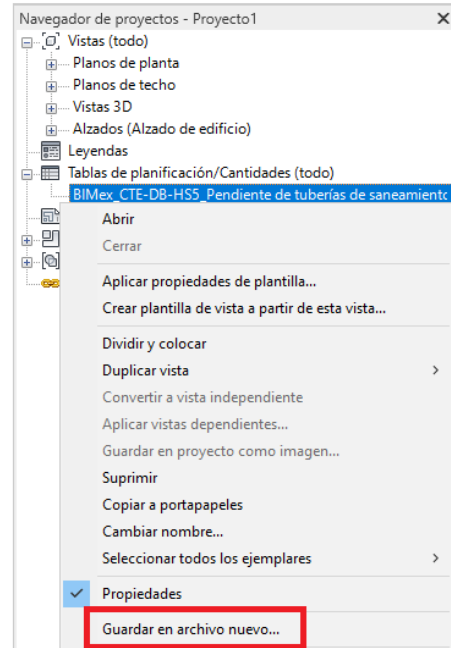 Navegador de proyectos - Proyecto1
Vistas (todo)
Planos de planta
Planos de techo
Vistas 3D
Alzados (Alzado de edificio)
Leyendas
Tablas de planificación/Cantidades (todo)
BIMex_CTE-DB-HS5_Pendiente de tuberías de saneamiento
Abrir
Cerrar
Aplicar propiedades de plantilla...
Crear plantilla de vista a partir de esta vista...
Dividir y colocar
Duplicar vista
Convertir a vista independiente
Aplicar vistas dependientes...
Guardar en proyecto como imagen...
Suprimir
Copiar a portapapeles
Cambiar nombre...
Seleccionar todos los ejemplares
Propiedades
Guardar en archivo nuevo...